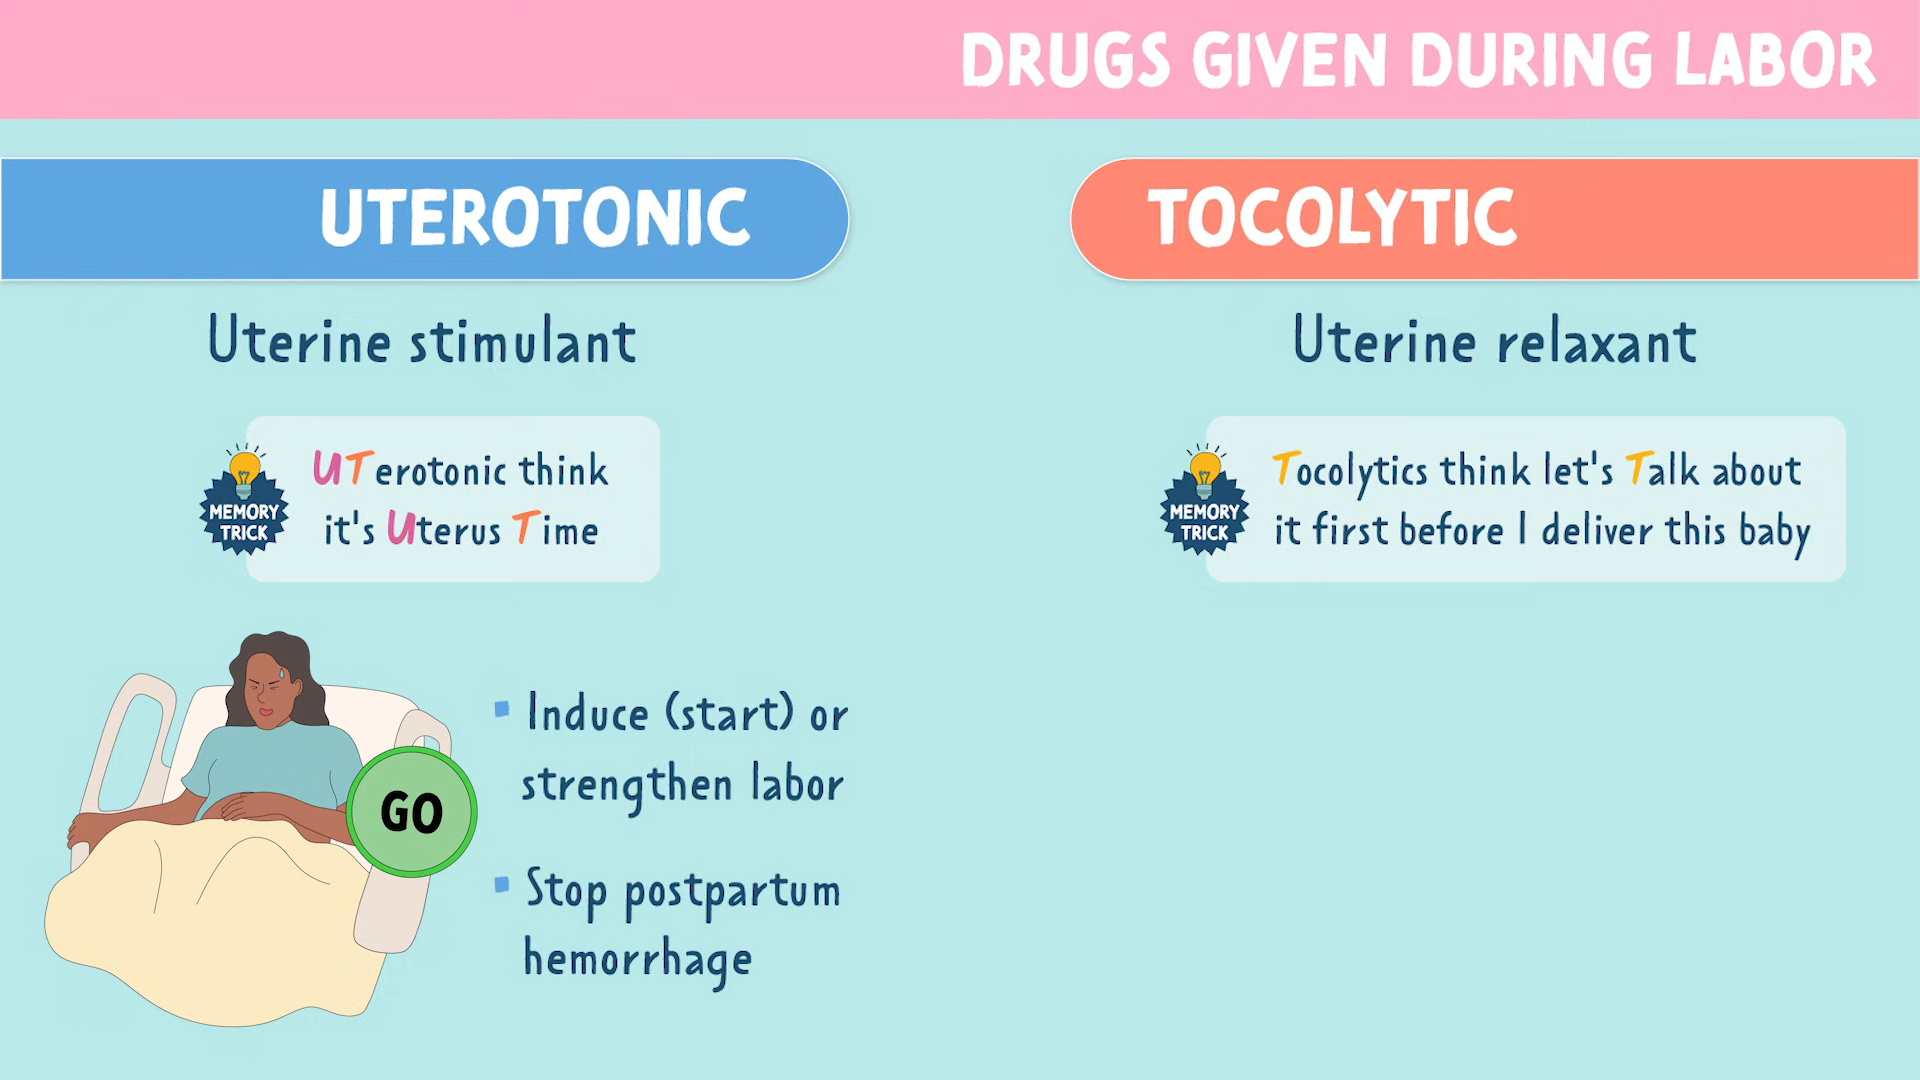 DRUGS GIVEN DURING LABOR
UTEROTONIC
Uterine stimulant
MEMORY
TRICK
UTerotonic think
it's Uterus Time
GO
▪ Induce (start) or
strengthen labor
▪ Stop postpartum
hemorrhage
TOCOLYTIC
Uterine relaxant
MEMORY
TRICK
Tocolytics think let's Talk about
it first before I deliver this baby